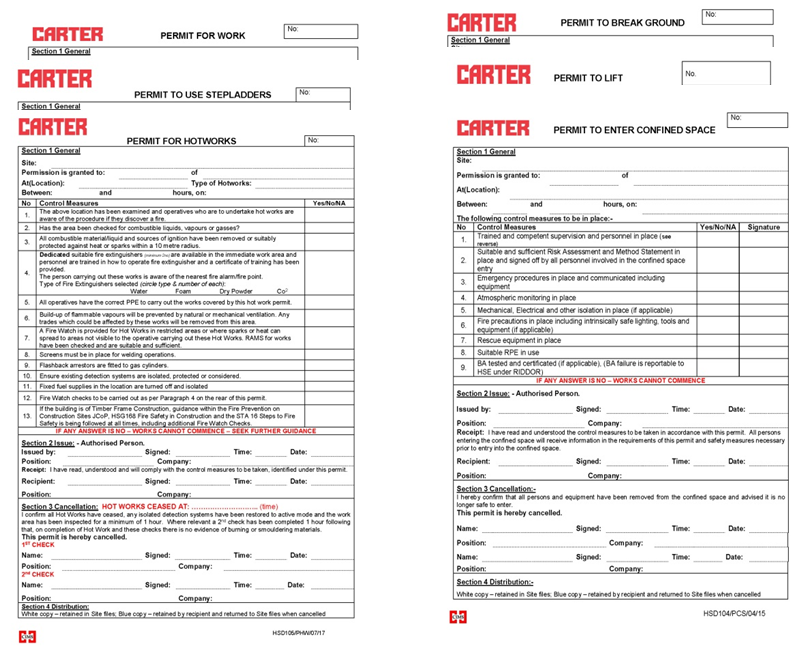 CARTER
PERMIT FOR WORK
No:
Section 1 General
CARTER
PERMIT TO USE STEPLADDERS
No:
Section 1 General
CARTER
PERMIT FOR HOTWORKS
No:
Section 1 General
Site:
Permission is granted to: of
At(Location): Type of Hotworks:
Between: and hours, on:
No Control Measures Yes/No/NA
1. The above location has been examined and operatives who are to undertake hot works are
aware of the procedure if they discover a fire.
2. Has the area been checked for combustible liquids, vapours or gasses?
3. All combustible material/liquid and sources of ignition have been removed or suitably
protected against heat or sparks within a 10 metre radius.
4. Dedicated suitable fire extinguishers (minimum 2no) are available in the immediate work area and
personnel are trained in how to operate fire extinguisher and a certificate of training has been
provided.
The person carrying out these works is aware of the nearest fire alarm/fire point.
Type of Fire Extinguishers selected (circle type & number of each):
Water Foam Dry Powder Co²
5. All operatives have the correct PPE to carry out the works covered by this hot work permit.
6. Build-up of flammable vapours will be prevented by natural or mechanical ventilation. Any
trades which could be affected by these works will be removed from this area.
7. A Fire Watch is provided for Hot Works in restricted areas or where sparks or heat can
spread to areas not visible to the operative carrying out these Hot Works. RAMS for works
have been checked and are suitable and sufficient.
8. Screens must be in place for welding operations.
9. Flashback arrestors are fitted to gas cylinders.
10. Ensure existing detection systems are isolated, protected or considered.
11. Fixed fuel supplies in the location are turned off and isolated
12. Fire Watch checks to be carried out as per Paragraph 4 on the rear of this permit.
13. If the building is of Timber Frame Construction, guidance within the Fire Prevention on
Construction Sites JCoP, HSG168 Fire Safety in Construction and the STA 16 Steps to Fire
Safety is being followed at all times, including additional Fire Watch Checks.
IF ANY ANSWER IS NO – WORKS CANNOT COMMENCE – SEEK FURTHER GUIDANCE
Section 2 Issue: - Authorised Person.
Issued by: Signed: Time: Date:
Position: Company:
Receipt: I have read, understood and will comply with the control measures to be taken, identified under this permit.
Recipient: Signed: Time: Date:
Position: Company:
Section 3 Cancellation: HOT WORKS CEASED AT: ............................. (time)
I confirm all Hot Works have ceased, any isolated detection systems have been restored to active mode and the work
area has been inspected for a minimum of 1 hour. Where relevant a 2nd check has been completed 1 hour following
that, on completion of Hot Work and these checks there is no evidence of burning or smouldering materials.
This permit is hereby cancelled.
1ST CHECK
Name: Signed: Time: Date:
Position: Company:
2ND CHECK
Name: Signed: Time: Date:
Position: Company:
Section 4 Distribution:
White copy – retained in Site files; Blue copy – retained by recipient and returned to Site files when cancelled
HSD105/PHW/07/17
CARTER
PERMIT TO BREAK GROUND
No:
Section 1 General
CARTER
PERMIT TO LIFT
No.
CARTER
PERMIT TO ENTER CONFINED SPACE
No:
Section 1 General
Site:
Permission is granted to: of
At(Location):
Between: and hours, on:
The following control measures to be in place:-
No Control Measures Yes/No/NA Signature
1. Trained and competent supervision and personnel in place (see
reverse)
2. Suitable and sufficient Risk Assessment and Method Statement in
place and signed off by all personnel involved in the confined space
entry
3. Emergency procedures in place and communicated including
equipment
4. Atmospheric monitoring in place
5. Mechanical, Electrical and other isolation in place (if applicable)
6. Fire precautions in place including intrinsically safe lighting, tools and
equipment (if applicable)
7. Rescue equipment in place
8. Suitable RPE in use
9. BA tested and certificated (if applicable), (BA failure is reportable to
HSE under RIDDOR)
IF ANY ANSWER IS NO – WORKS CANNOT COMMENCE
Section 2 Issue: - Authorised Person.
Issued by: Signed: Time: Date:
Position: Company:
Receipt: I have read and understood the control measures to be taken in accordance with this permit. All persons
entering the confined space will receive information in the requirements of this permit and safety measures necessary
prior to entry into the confined space.
Recipient: Signed: Time: Date:
Position: Company:
Section 3 Cancellation:-
I hereby confirm that all persons and equipment have been removed from the confined space and advised it is no
longer safe to enter.
This permit is hereby cancelled.
Name: Signed: Time: Date:
Position: Company:
Name: Signed: Time: Date:
Position: Company:
Section 4 Distribution:-
White copy – retained in Site files; Blue copy – retained by recipient and returned to Site files when cancelled
HSD104/PCS/04/15